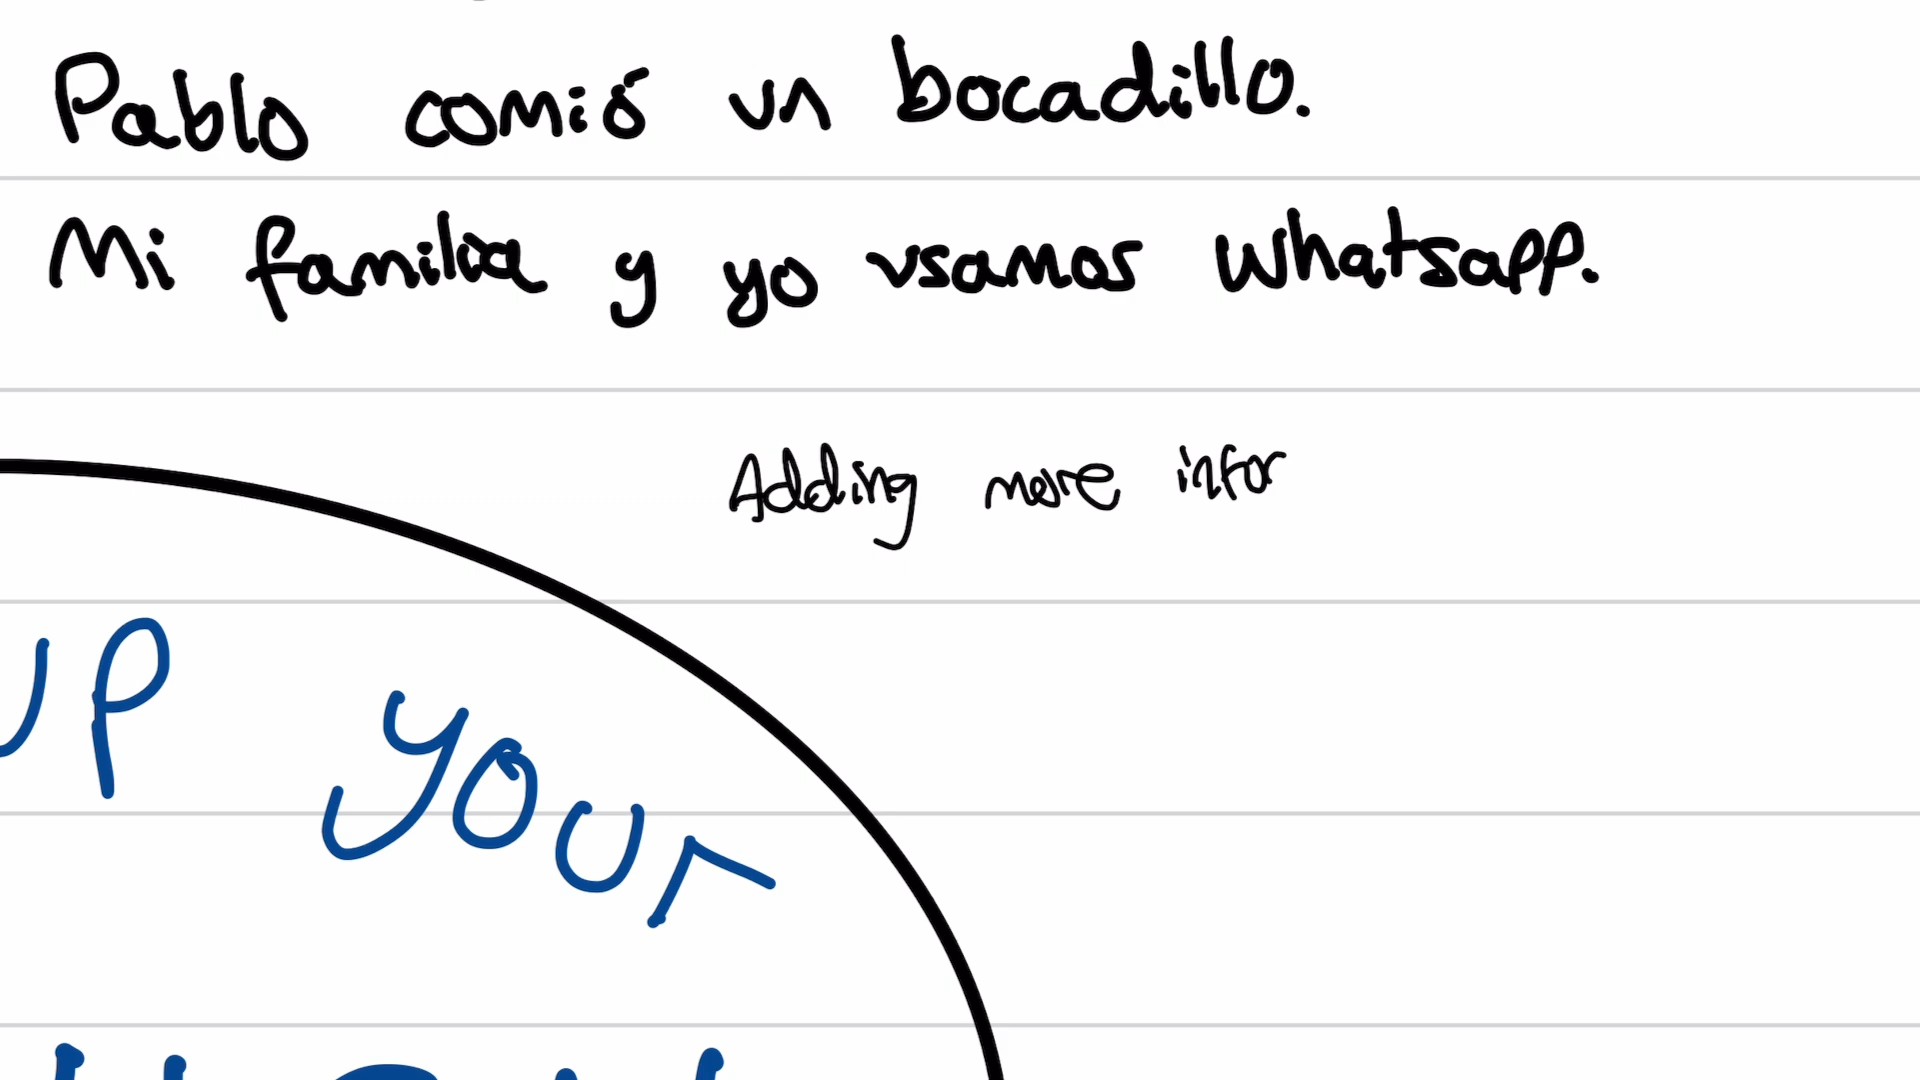 Pablo comió un bocadillo.
Mi familia y yo usamos Whatsapp.
Adding more infor
UP your